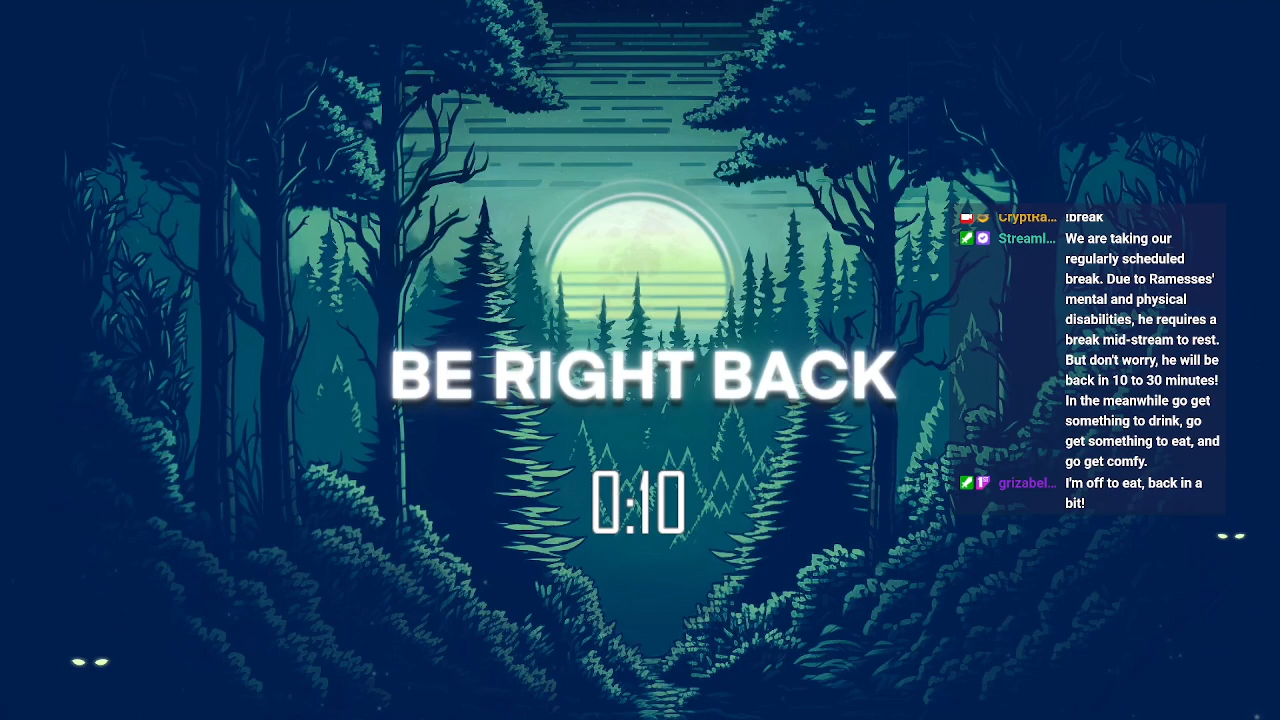 BE RIGHT BACK
0:10
CryptRa... !break
Streaml... We are taking our
regularly scheduled
break. Due to Ramesses'
mental and physical
disabilities, he requires a
break mid-stream to rest.
But don't worry, he will be
back in 10 to 30 minutes!
In the meanwhile go get
something to drink, go
get something to eat, and
go get comfy.
grizabel... I'm off to eat, back in a
bit!